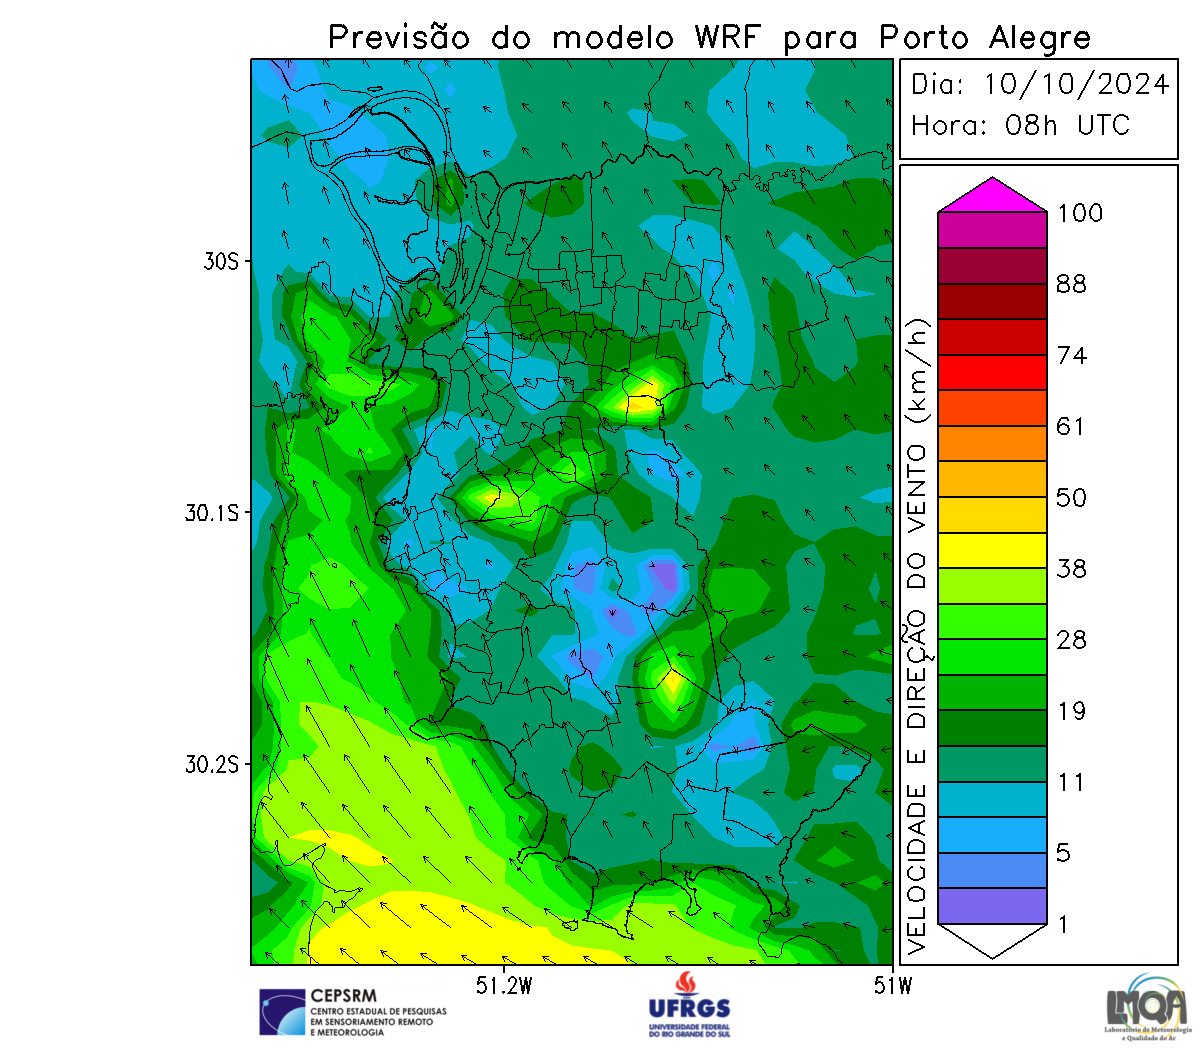 Previsão do modelo WRF para Porto Alegre
Dia: 10/10/2024
Hora: 08h UTC
30S
30.1S
30.2S
51.2W
51W
VELOCIDADE E DIREÇÃO DO VENTO (km/h)
100
88
74
61
50
38
28
19
11
5
1
CEPSRM
CENTRO ESTADUAL DE PESQUISAS
EM SENSORIAMENTO REMOTO
E METEOROLOGIA
UFRGS
UNIVERSIDADE FEDERAL
DO RIO GRANDE DO SUL
LMQA
Laboratório de Meteorologia
e Qualidade do Ar